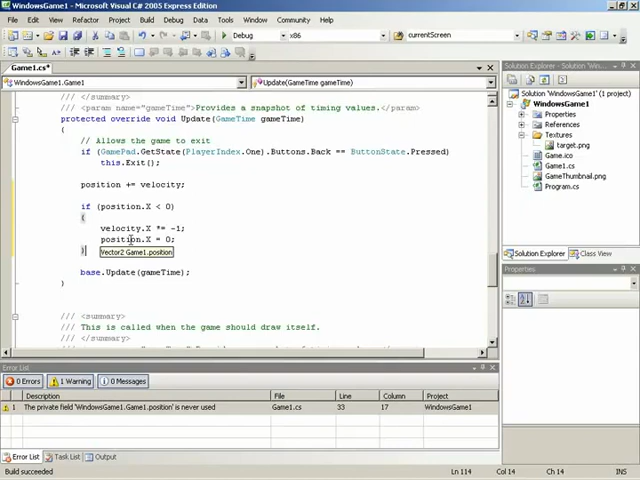 WindowsGame1 - Microsoft Visual C# 2005 Express Edition
File Edit View Refactor Project Build Debug Data Tools Window Community Help
Debug x86 currentScreen
Game1.cs*
WindowsGame1.Game1 Update(GameTime gameTime)
/// </summary>
/// <param name="gameTime">Provides a snapshot of timing values.</param>
protected override void Update(GameTime gameTime)
{
// Allows the game to exit
if (GamePad.GetState(PlayerIndex.One).Buttons.Back == ButtonState.Pressed)
this.Exit();
position += velocity;
if (position.X < 0)
{
velocity.X *= -1;
position.X = 0;
}
Vector2 Game1.position
base.Update(gameTime);
}
/// <summary>
/// This is called when the game should draw itself.
/// </summary>
Solution Explorer - Solution 'Win...
Solution 'WindowsGame1' (1 pro
WindowsGame1
Properties
References
Textures
target.png
Game.ico
Game1.cs
GameThumbnail.png
Program.cs
Solution Explorer Class View
Properties
Error List
0 Errors 1 Warning 0 Messages
Description File Line Column Project
1 The private field 'WindowsGame1.Game1.position' is never used Game1.cs 33 17 WindowsGame1
Error List Task List Output
Build succeeded Ln 114 Col 14 Ch 14